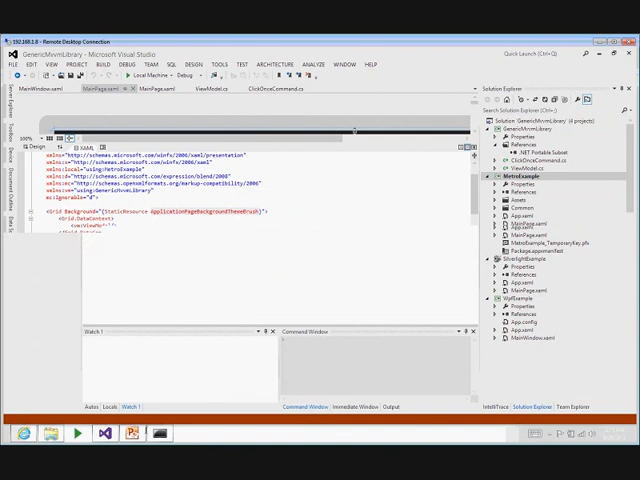 192.168.1.8 - Remote Desktop Connection
GenericMvvmLibrary - Microsoft Visual Studio
Quick Launch (Ctrl+Q)
FILE EDIT VIEW PROJECT BUILD DEBUG TEAM SQL DESIGN TOOLS TEST ARCHITECTURE ANALYZE WINDOW HELP
Local Machine Debug
MainWindow.xaml MainPage.xaml MainPage.xaml ViewModel.cs ClickOnceCommand.cs
Server Explorer
Toolbox
Device
Document Outline
100%
Design XAML
xmlns="http://schemas.microsoft.com/winfx/2006/xaml/presentation"
xmlns:x="http://schemas.microsoft.com/winfx/2006/xaml"
xmlns:local="using:MetroExample"
xmlns:d="http://schemas.microsoft.com/expression/blend/2008"
xmlns:mc="http://schemas.openxmlformats.org/markup-compatibility/2006"
xmlns:vm="using:GenericMvvmLibrary"
mc:Ignorable="d">
<Grid Background="{StaticResource ApplicationPageBackgroundThemeBrush}">
<Grid.DataContext>
Watch 1
Command Window
>
Autos Locals Watch 1
Command Window Immediate Window Output
Solution Explorer
Solution 'GenericMvvmLibrary' (4 projects)
GenericMvvmLibrary
Properties
References
.NET Portable Subset
ClickOnceCommand.cs
ViewModel.cs
MetroExample
Properties
References
Assets
Common
App.xaml
MainPage.xaml
App.xaml
MetroExample_TemporaryKey.pfx
Package.appxmanifest
SilverlightExample
Properties
References
App.xaml
MainPage.xaml
WpfExample
Properties
References
App.config
App.xaml
MainWindow.xaml
IntelliTrace Solution Explorer Team Explorer